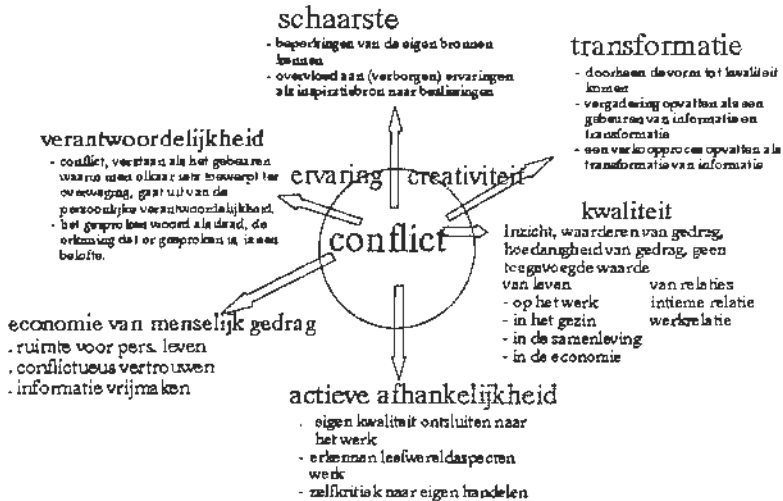 schaarste
- beperkingen van de eigen bronnen
kennen
- overvloed aan (verborgen) ervaringen
als inspiratiebron naar beslissingen
transformatie
- doorheen de vorm tot kwaliteit
komen
- vergadering opvatten als een
gebeuren van informatie en
transformatie
- een verkoopproces opvatten als
transformatie van informatie
verantwoordelijkheid
- conflict, verstaan als het gebeuren
waarin men elkaar iets toewerpt ter
overweging, gaat uit van de
persoonlijke verantwoordelijkheid.
- het gesproken woord als daad, de
erkenning dat er gesproken is, is een
belofte.
ervaring creativiteit
conflict
kwaliteit
Inzicht, waarderen van gedrag,
hoedanigheid van gedrag, geen
toegevoegde waarde
van leven van relaties
- op het werk intieme relatie
- in het gezin werkrelatie
- in de samenleving
- in de economie
economie van menselijk gedrag
. ruimte voor pers. leven
. conflictueus vertrouwen
. informatie vrijmaken
actieve afhankelijkheid
. eigen kwaliteit ontsluiten naar
het werk
- erkennen leefwereldaspecten
werk
- zelfkritiek naar eigen handelen